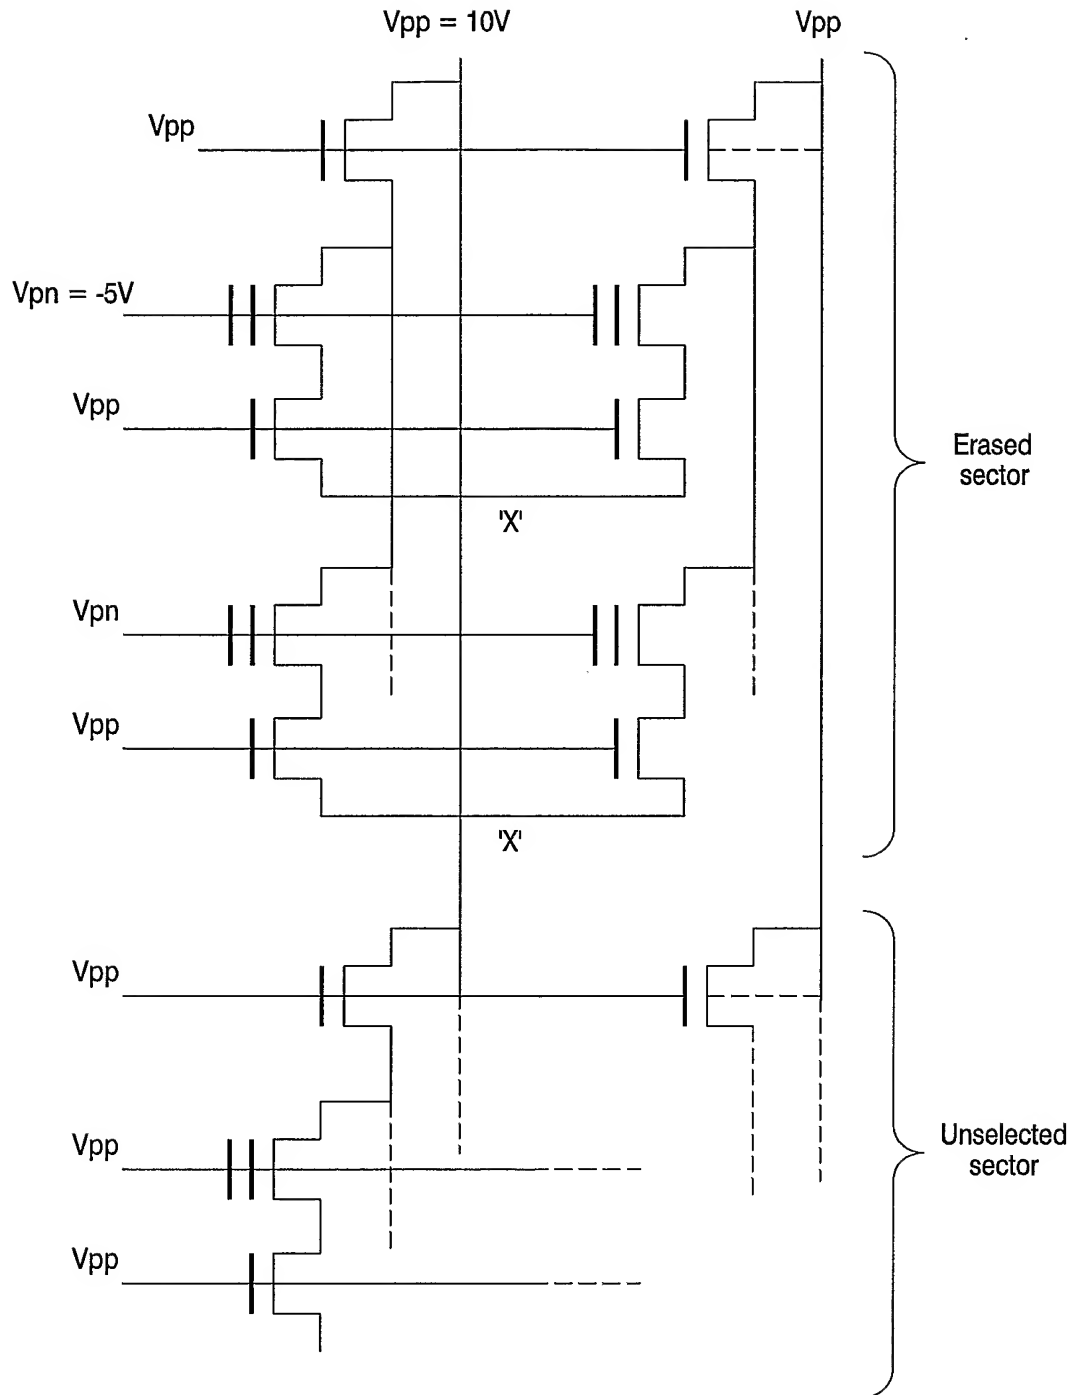 Vpp = 10V
Vpp
Vpp
Vpn = -5V
Vpp
Erased
sector
'X'
Vpn
Vpp
'X'
Vpp
Unselected
sector
Vpp
Vpp